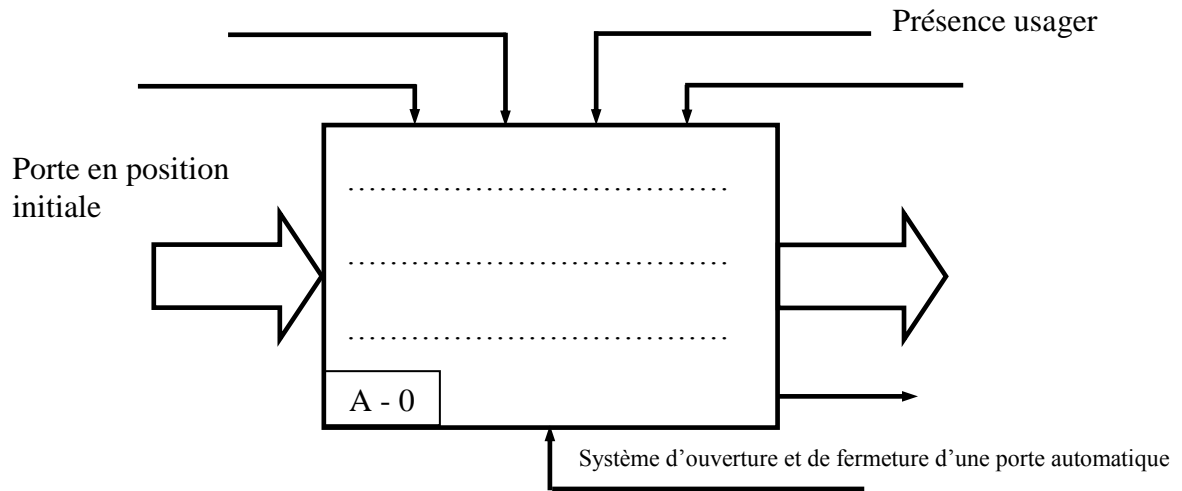 Présence usager
Porte en position
initiale
A - 0
Système d’ouverture et de fermeture d’une porte automatique